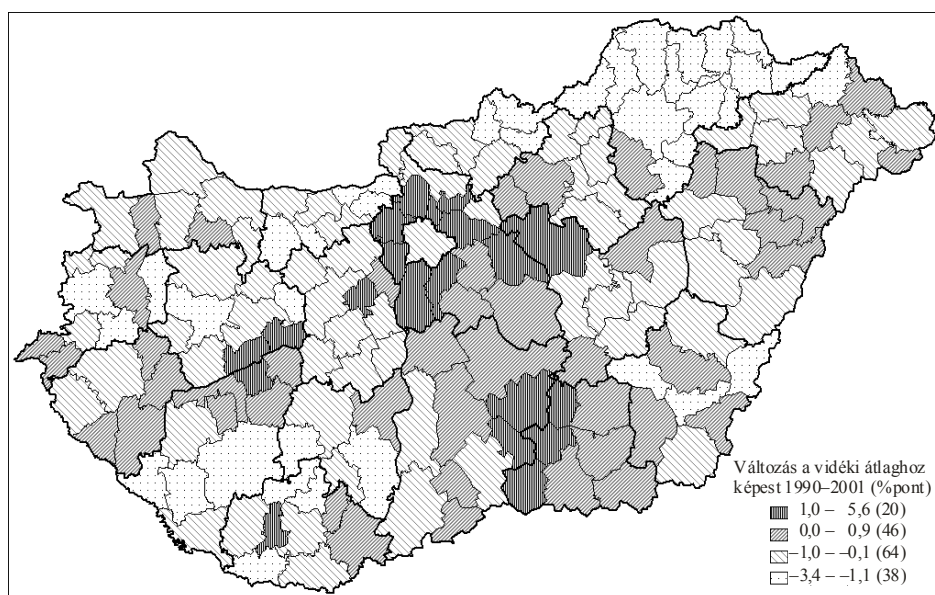 Változás a vidéki átlaghoz
képest 1990–2001 (%pont)
1,0 – 5,6 (20)
0,0 – 0,9 (46)
–1,0 – –0,1 (64)
–3,4 – –1,1 (38)